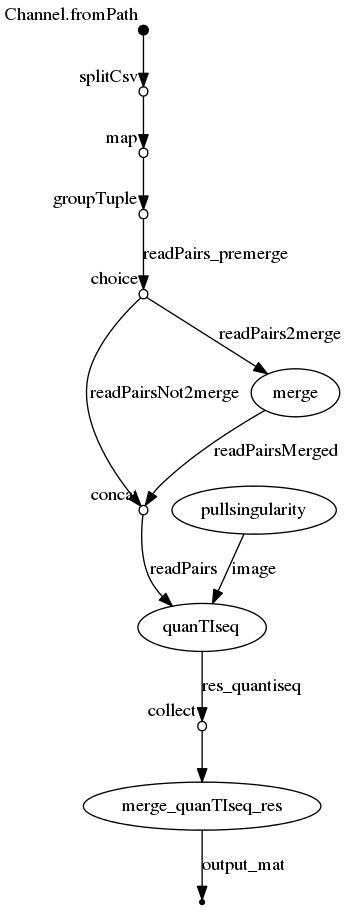 Channel.fromPath
splitCsv
map
groupTuple
readPairs_premerge
choice
readPairs2merge
readPairsNot2merge
merge
readPairsMerged
concat
pullsingularity
readPairs
image
quanTIseq
res_quantiseq
collect
merge_quanTIseq_res
output_mat